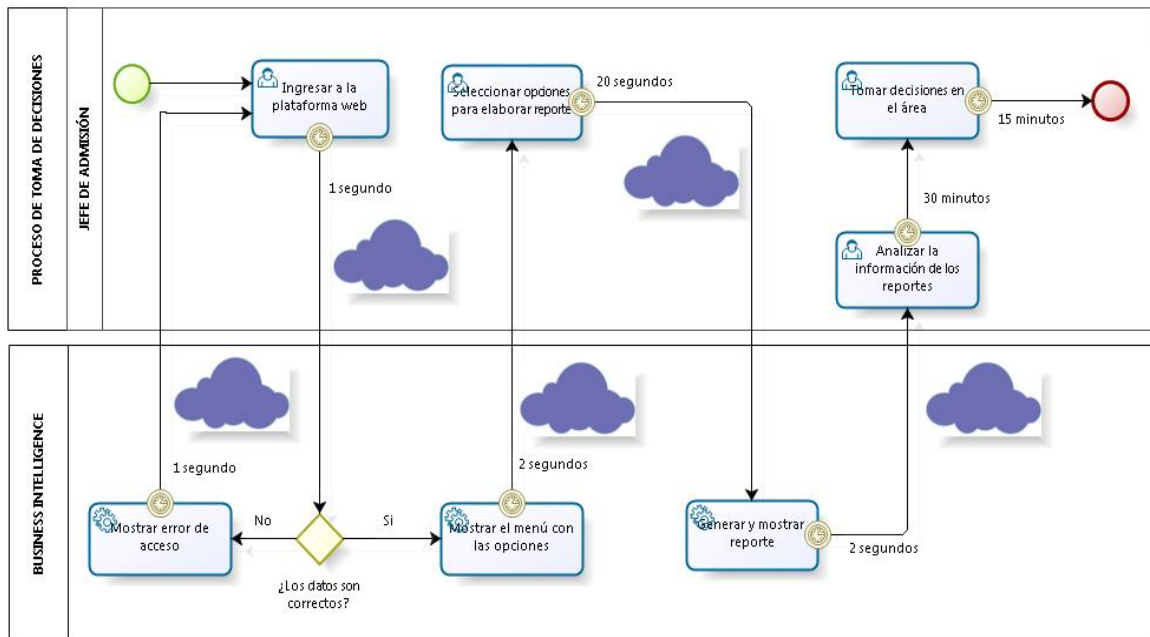 PROCESO DE TOMA DE DECISIONES
JEFE DE ADMISIÓN
Ingresar a la
plataforma web
1 segundo
Seleccionar opciones
para elaborar reporte
20 segundos
Tomar decisiones en
el área
15 minutos
30 minutos
Analizar la
información de los
reportes
BUSINESS INTELLIGENCE
1 segundo
Mostrar error de
acceso
No
¿Los datos son
correctos?
Si
2 segundos
Mostrar el menú con
las opciones
Generar y mostrar
reporte
2 segundos